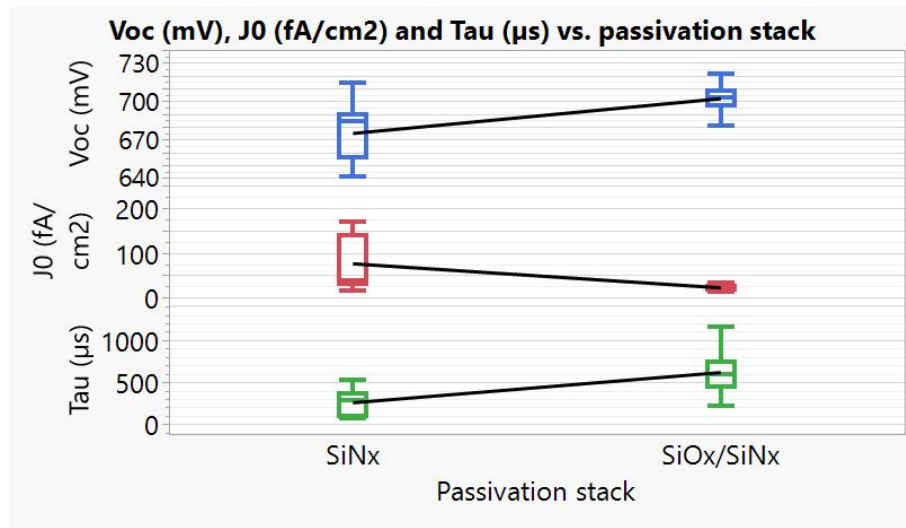 Voc (mV), J0 (fA/cm2) and Tau (µs) vs. passivation stack
Voc (mV)
730
700
670
640
J0 (fA/
cm2)
200
100
0
Tau (µs)
1000
500
0
SiNx
SiOx/SiNx
Passivation stack